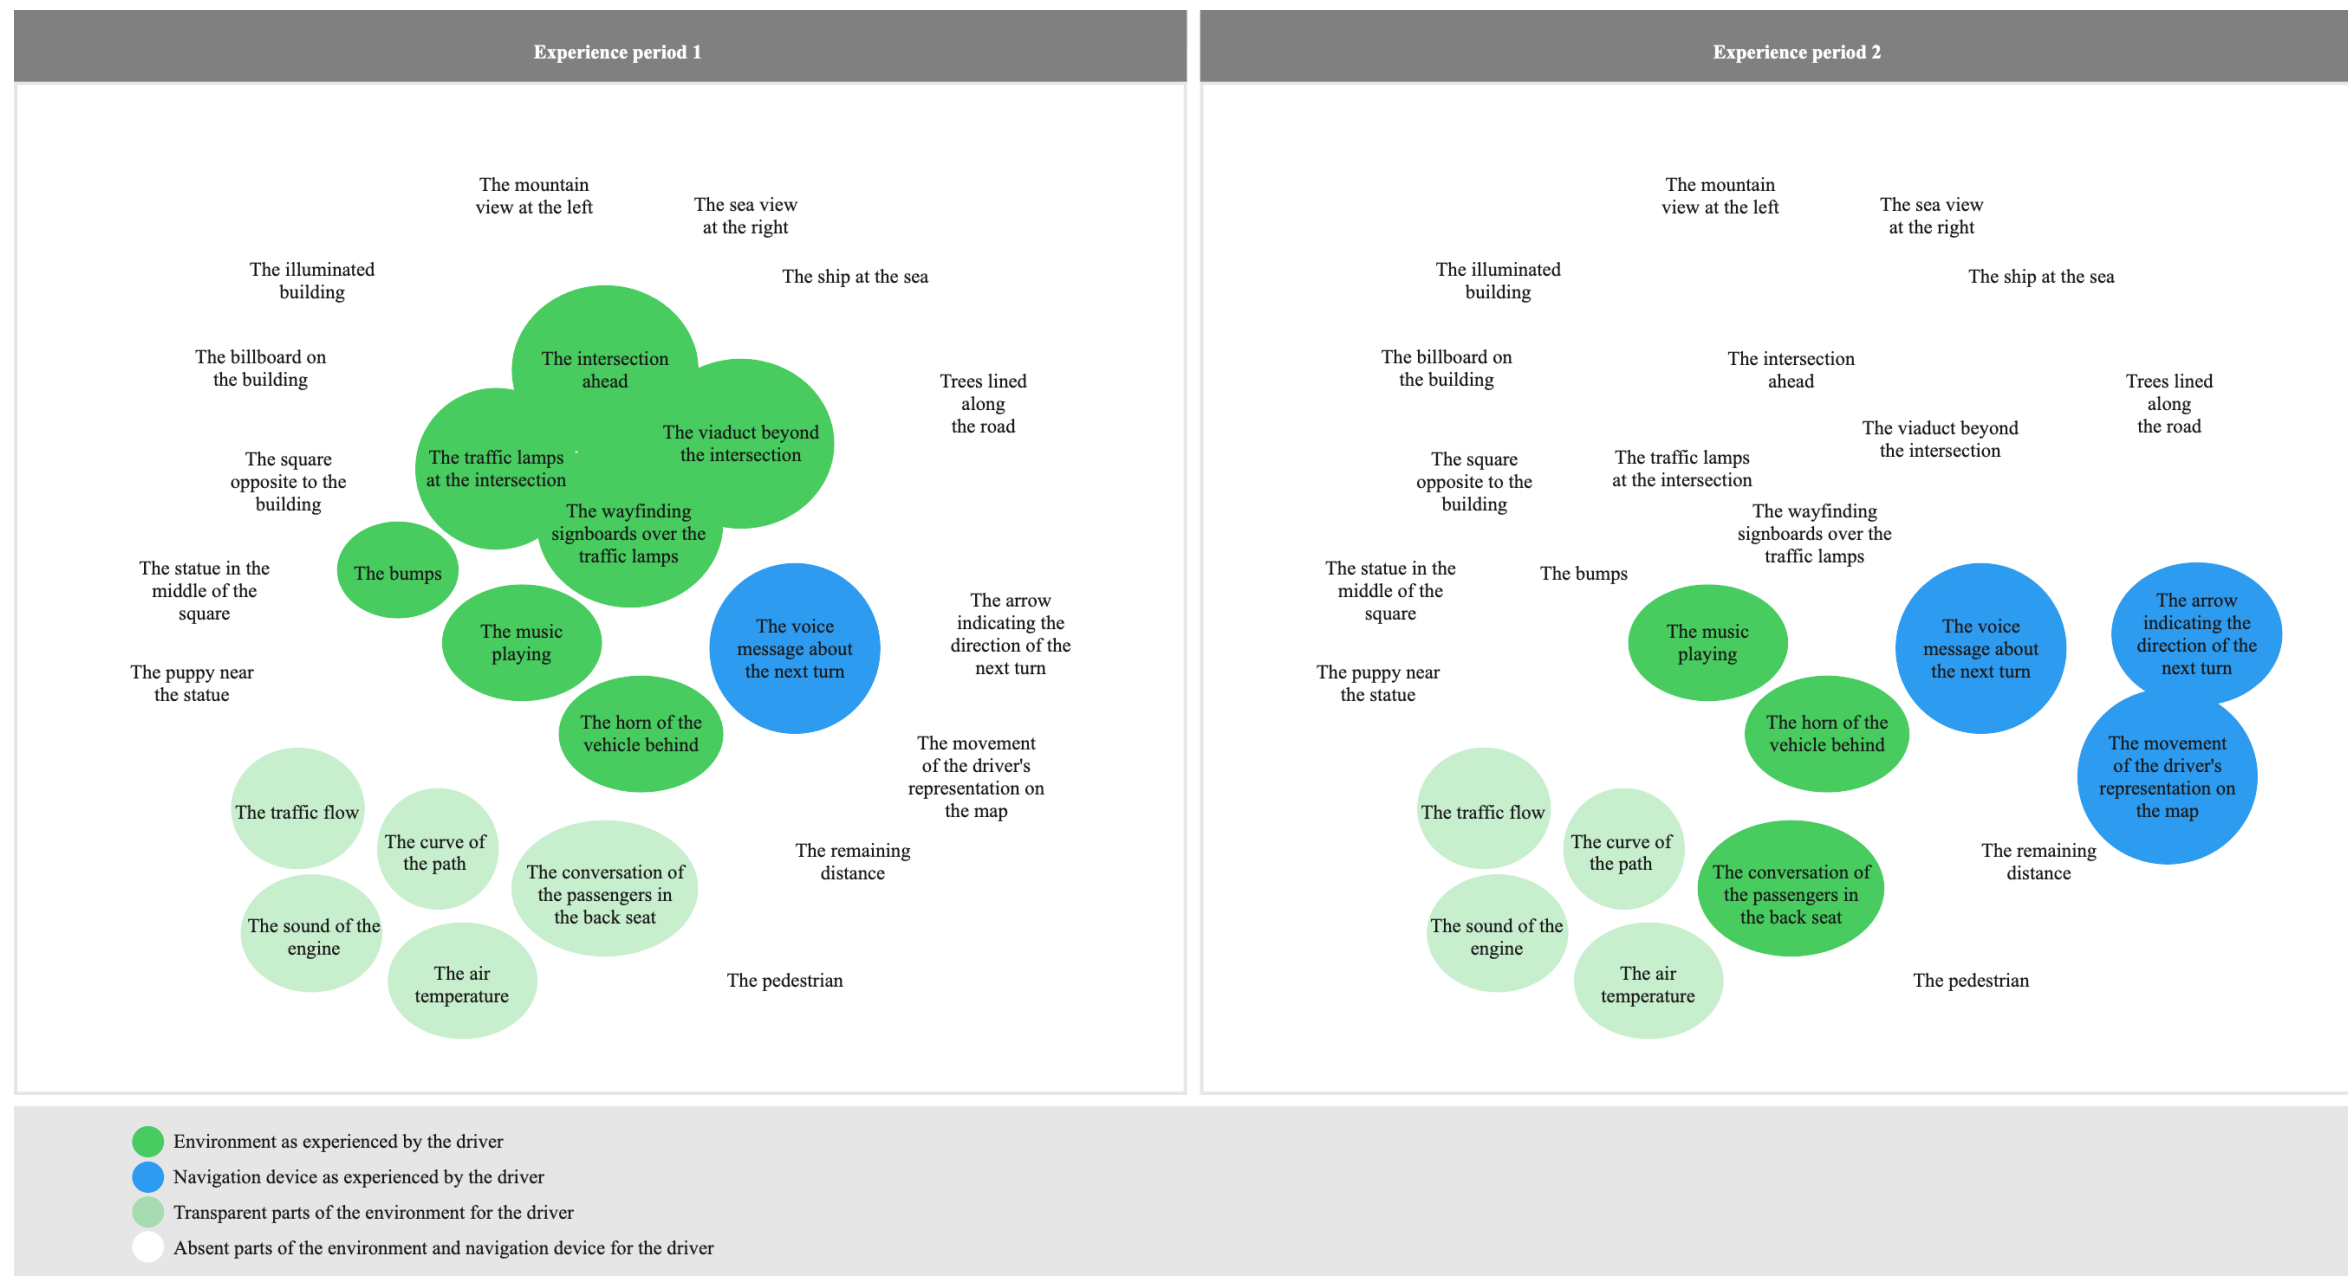 Experience period 1
The mountain
view at the left
The sea view
at the right
The illuminated
building
The ship at the sea
The billboard on
the building
The intersection
ahead
Trees lined
along
the road
The viaduct beyond
the intersection
The traffic lamps
at the intersection
The square
opposite to the
building
The wayfinding
signboards over the
traffic lamps
The bumps
The statue in the
middle of the
square
The music
playing
The voice
message about
the next turn
The arrow
indicating the
direction of the
next turn
The puppy near
the statue
The horn of the
vehicle behind
The movement
of the driver's
representation on
the map
The traffic flow
The curve of
the path
The conversation of
the passengers in
the back seat
The remaining
distance
The sound of the
engine
The air
temperature
The pedestrian
Experience period 2
The mountain
view at the left
The sea view
at the right
The illuminated
building
The ship at the sea
The billboard on
the building
The intersection
ahead
Trees lined
along
the road
The viaduct beyond
the intersection
The traffic lamps
at the intersection
The square
opposite to the
building
The wayfinding
signboards over the
traffic lamps
The bumps
The statue in the
middle of the
square
The music
playing
The voice
message about
the next turn
The arrow
indicating the
direction of the
next turn
The puppy near
the statue
The horn of the
vehicle behind
The movement
of the driver's
representation on
the map
The traffic flow
The curve of
the path
The conversation of
the passengers in
the back seat
The remaining
distance
The sound of the
engine
The air
temperature
The pedestrian
Environment as experienced by the driver
Navigation device as experienced by the driver
Transparent parts of the environment for the driver
Absent parts of the environment and navigation device for the driver